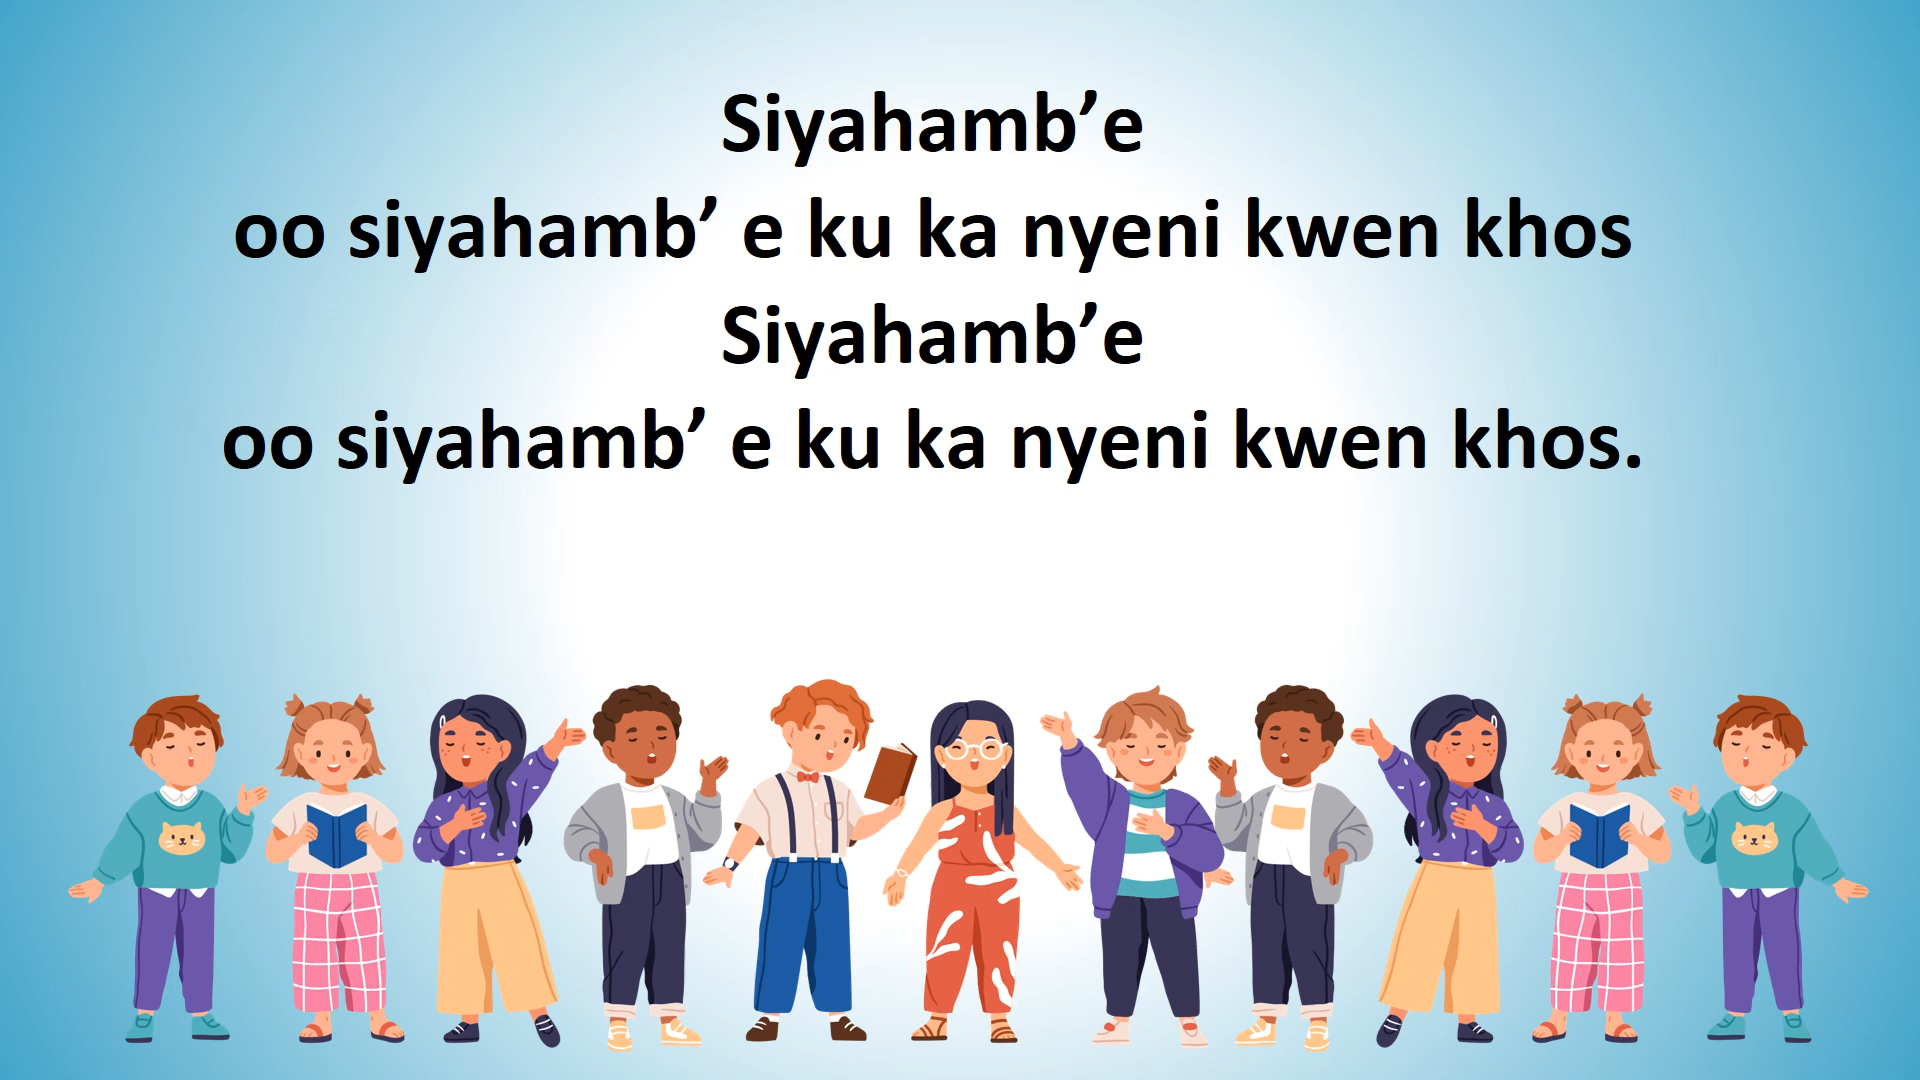 Siyahamb’e
oo siyahamb’ e ku ka nyeni kwen khos
Siyahamb’e
oo siyahamb’ e ku ka nyeni kwen khos.